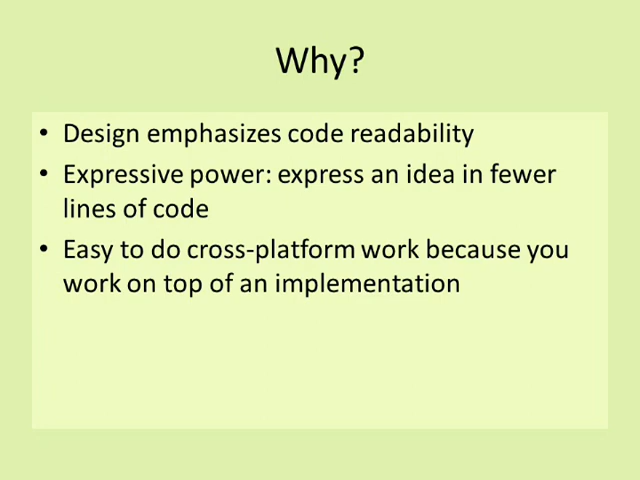 Why?
• Design emphasizes code readability
• Expressive power: express an idea in fewer
lines of code
• Easy to do cross-platform work because you
work on top of an implementation